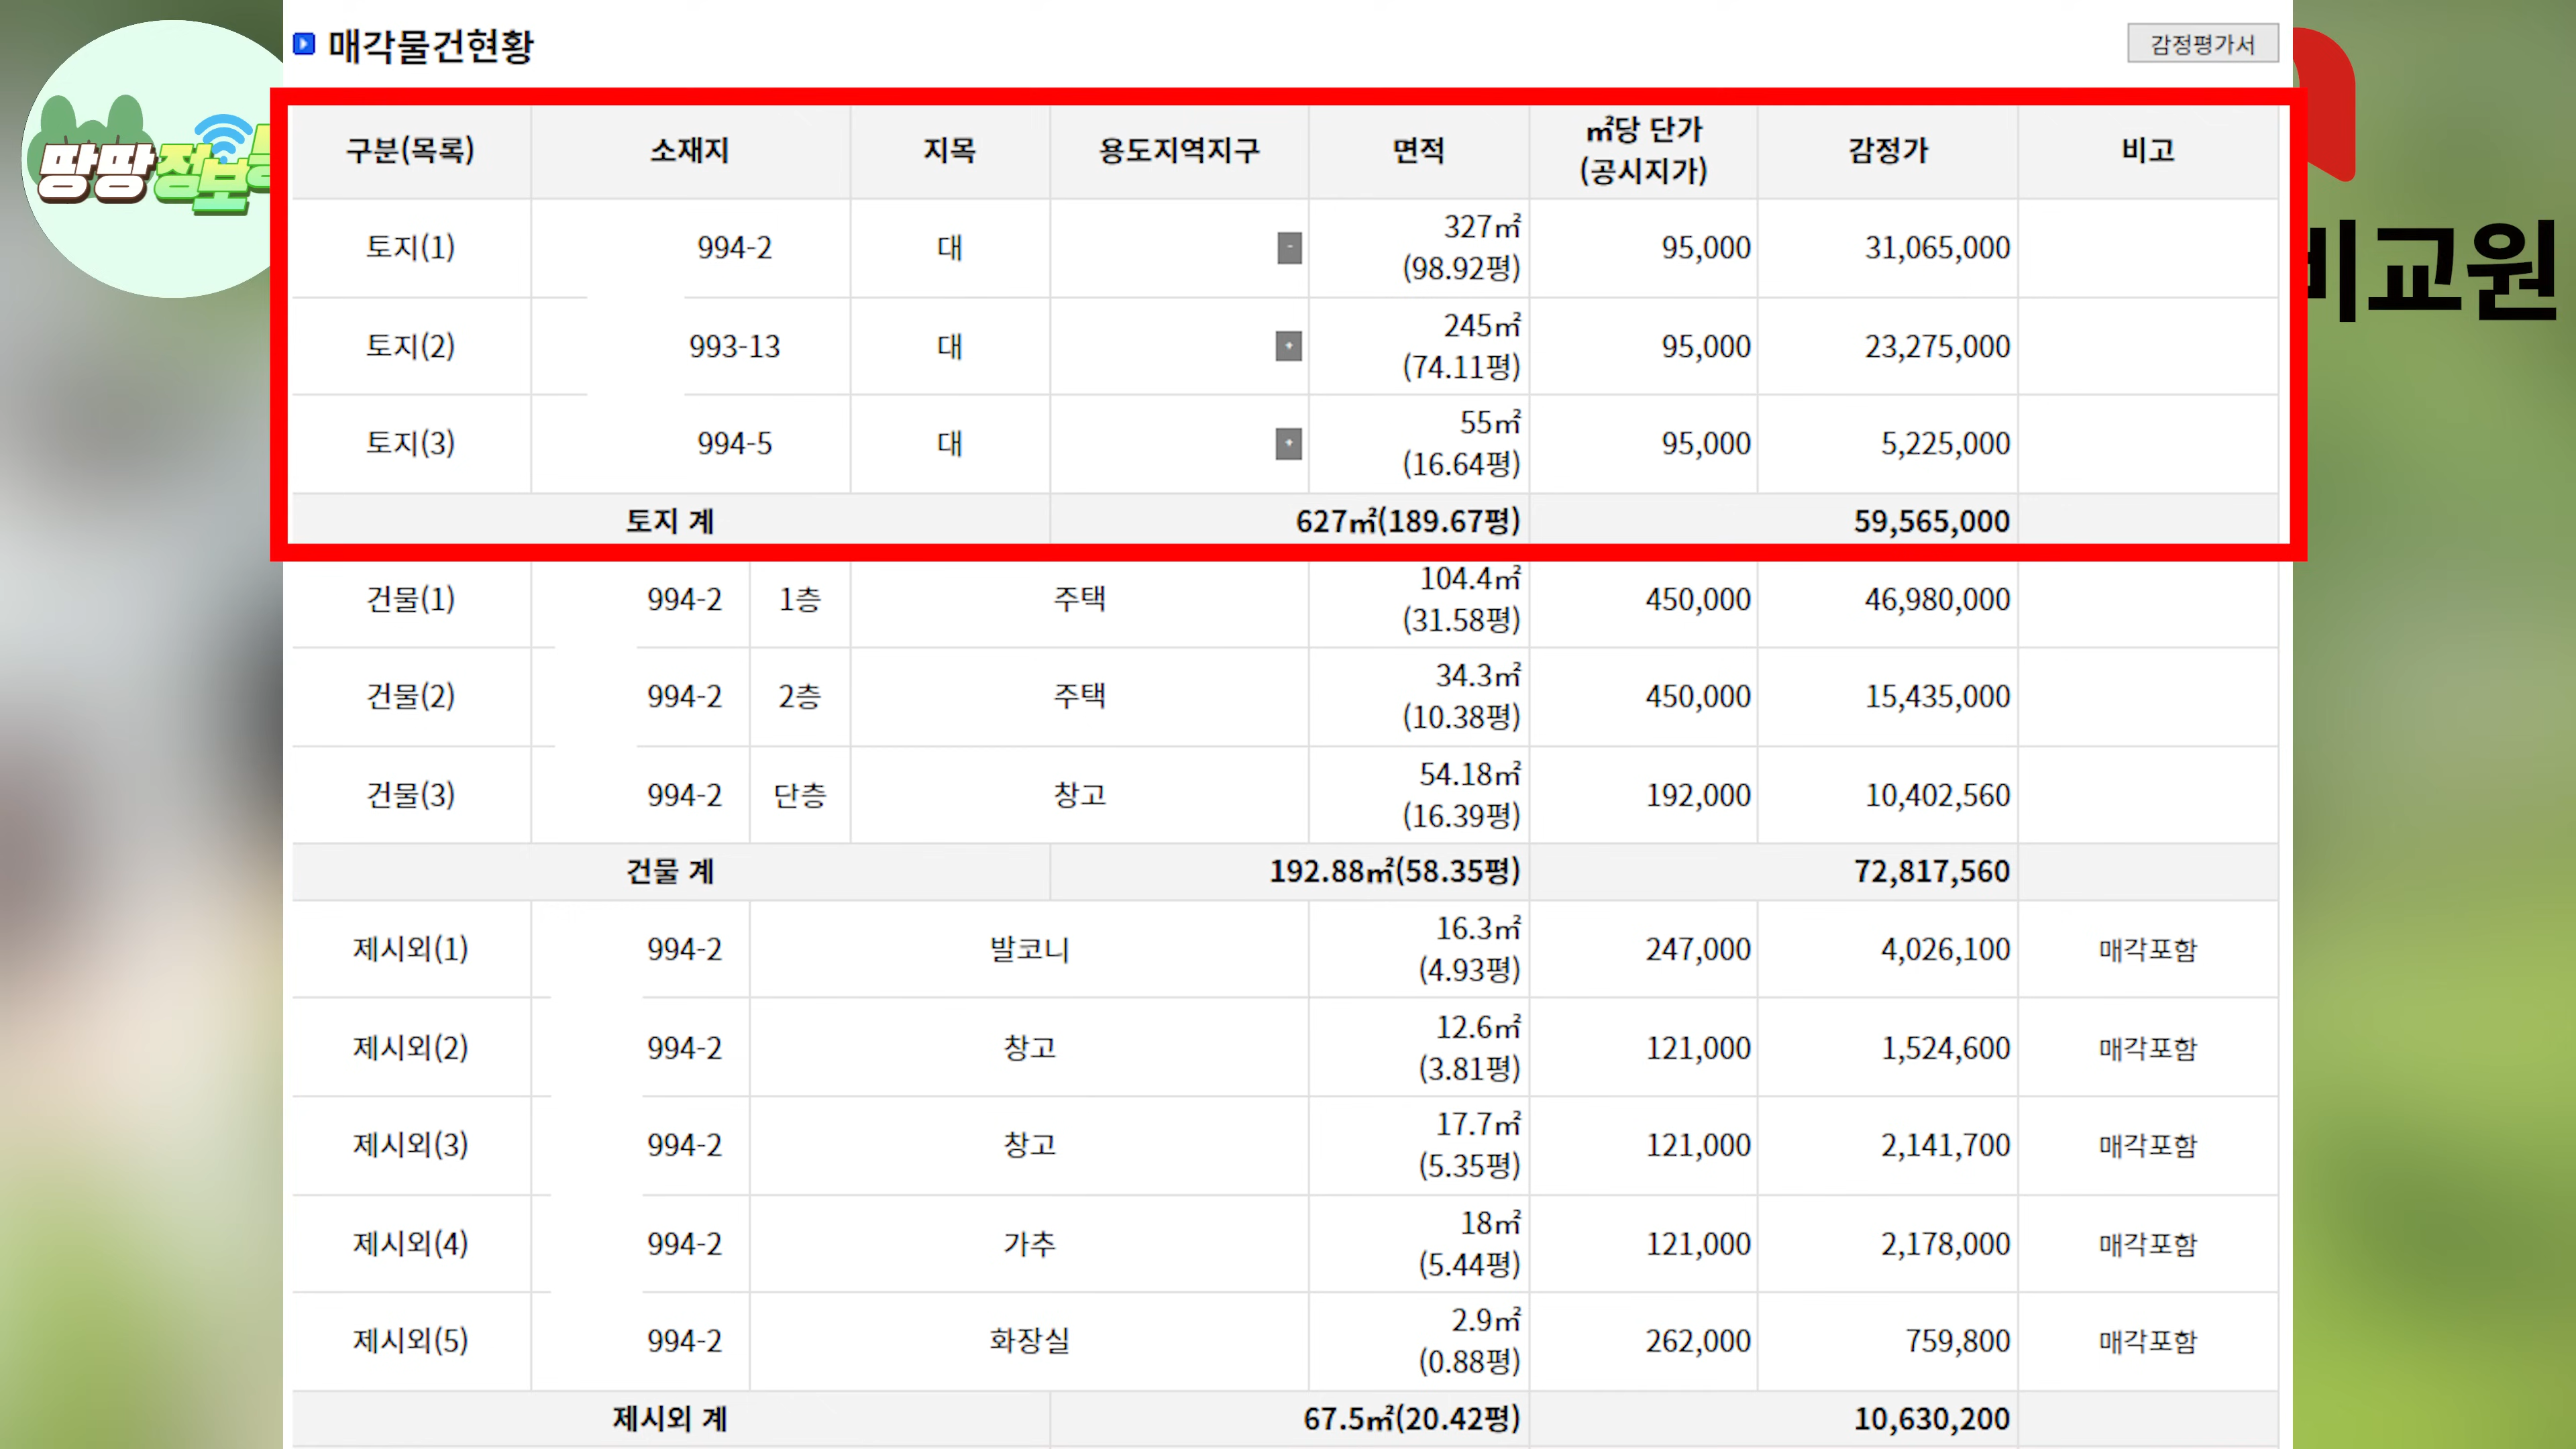 매각물건현황
감정평가서
땅땅정보
비교원
구분(목록) 소재지 지목 용도지역지구 면적 ㎡당 단가 (공시지가) 감정가 비고
토지(1) 994-2 대 - 327㎡ (98.92평) 95,000 31,065,000
토지(2) 993-13 대 + 245㎡ (74.11평) 95,000 23,275,000
토지(3) 994-5 대 + 55㎡ (16.64평) 95,000 5,225,000
토지 계 627㎡(189.67평) 59,565,000
건물(1) 994-2 1층 주택 104.4㎡ (31.58평) 450,000 46,980,000
건물(2) 994-2 2층 주택 34.3㎡ (10.38평) 450,000 15,435,000
건물(3) 994-2 단층 창고 54.18㎡ (16.39평) 192,000 10,402,560
건물 계 192.88㎡(58.35평) 72,817,560
제시외(1) 994-2 발코니 16.3㎡ (4.93평) 247,000 4,026,100 매각포함
제시외(2) 994-2 창고 12.6㎡ (3.81평) 121,000 1,524,600 매각포함
제시외(3) 994-2 창고 17.7㎡ (5.35평) 121,000 2,141,700 매각포함
제시외(4) 994-2 가추 18㎡ (5.44평) 121,000 2,178,000 매각포함
제시외(5) 994-2 화장실 2.9㎡ (0.88평) 262,000 759,800 매각포함
제시외 계 67.5㎡(20.42평) 10,630,200